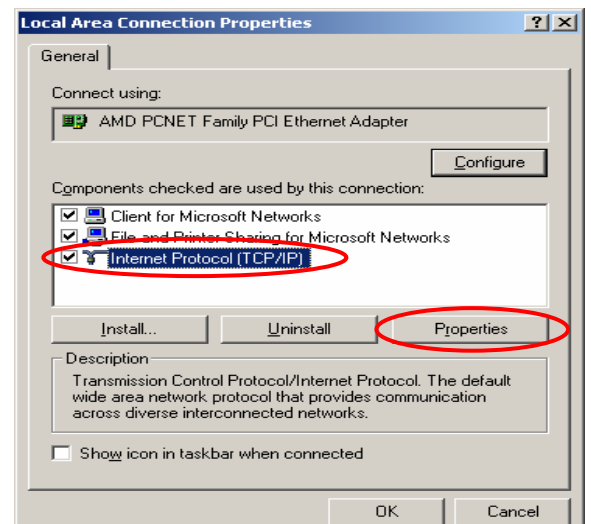 Local Area Connection Properties
General
Connect using:
AMD PCNET Family PCI Ethernet Adapter
Configure
Components checked are used by this connection:
Client for Microsoft Networks
File and Printer Sharing for Microsoft Networks
Internet Protocol (TCP/IP)
Install... Uninstall Properties
Description
Transmission Control Protocol/Internet Protocol. The default
wide area network protocol that provides communication
across diverse interconnected networks.
Show icon in taskbar when connected
OK Cancel